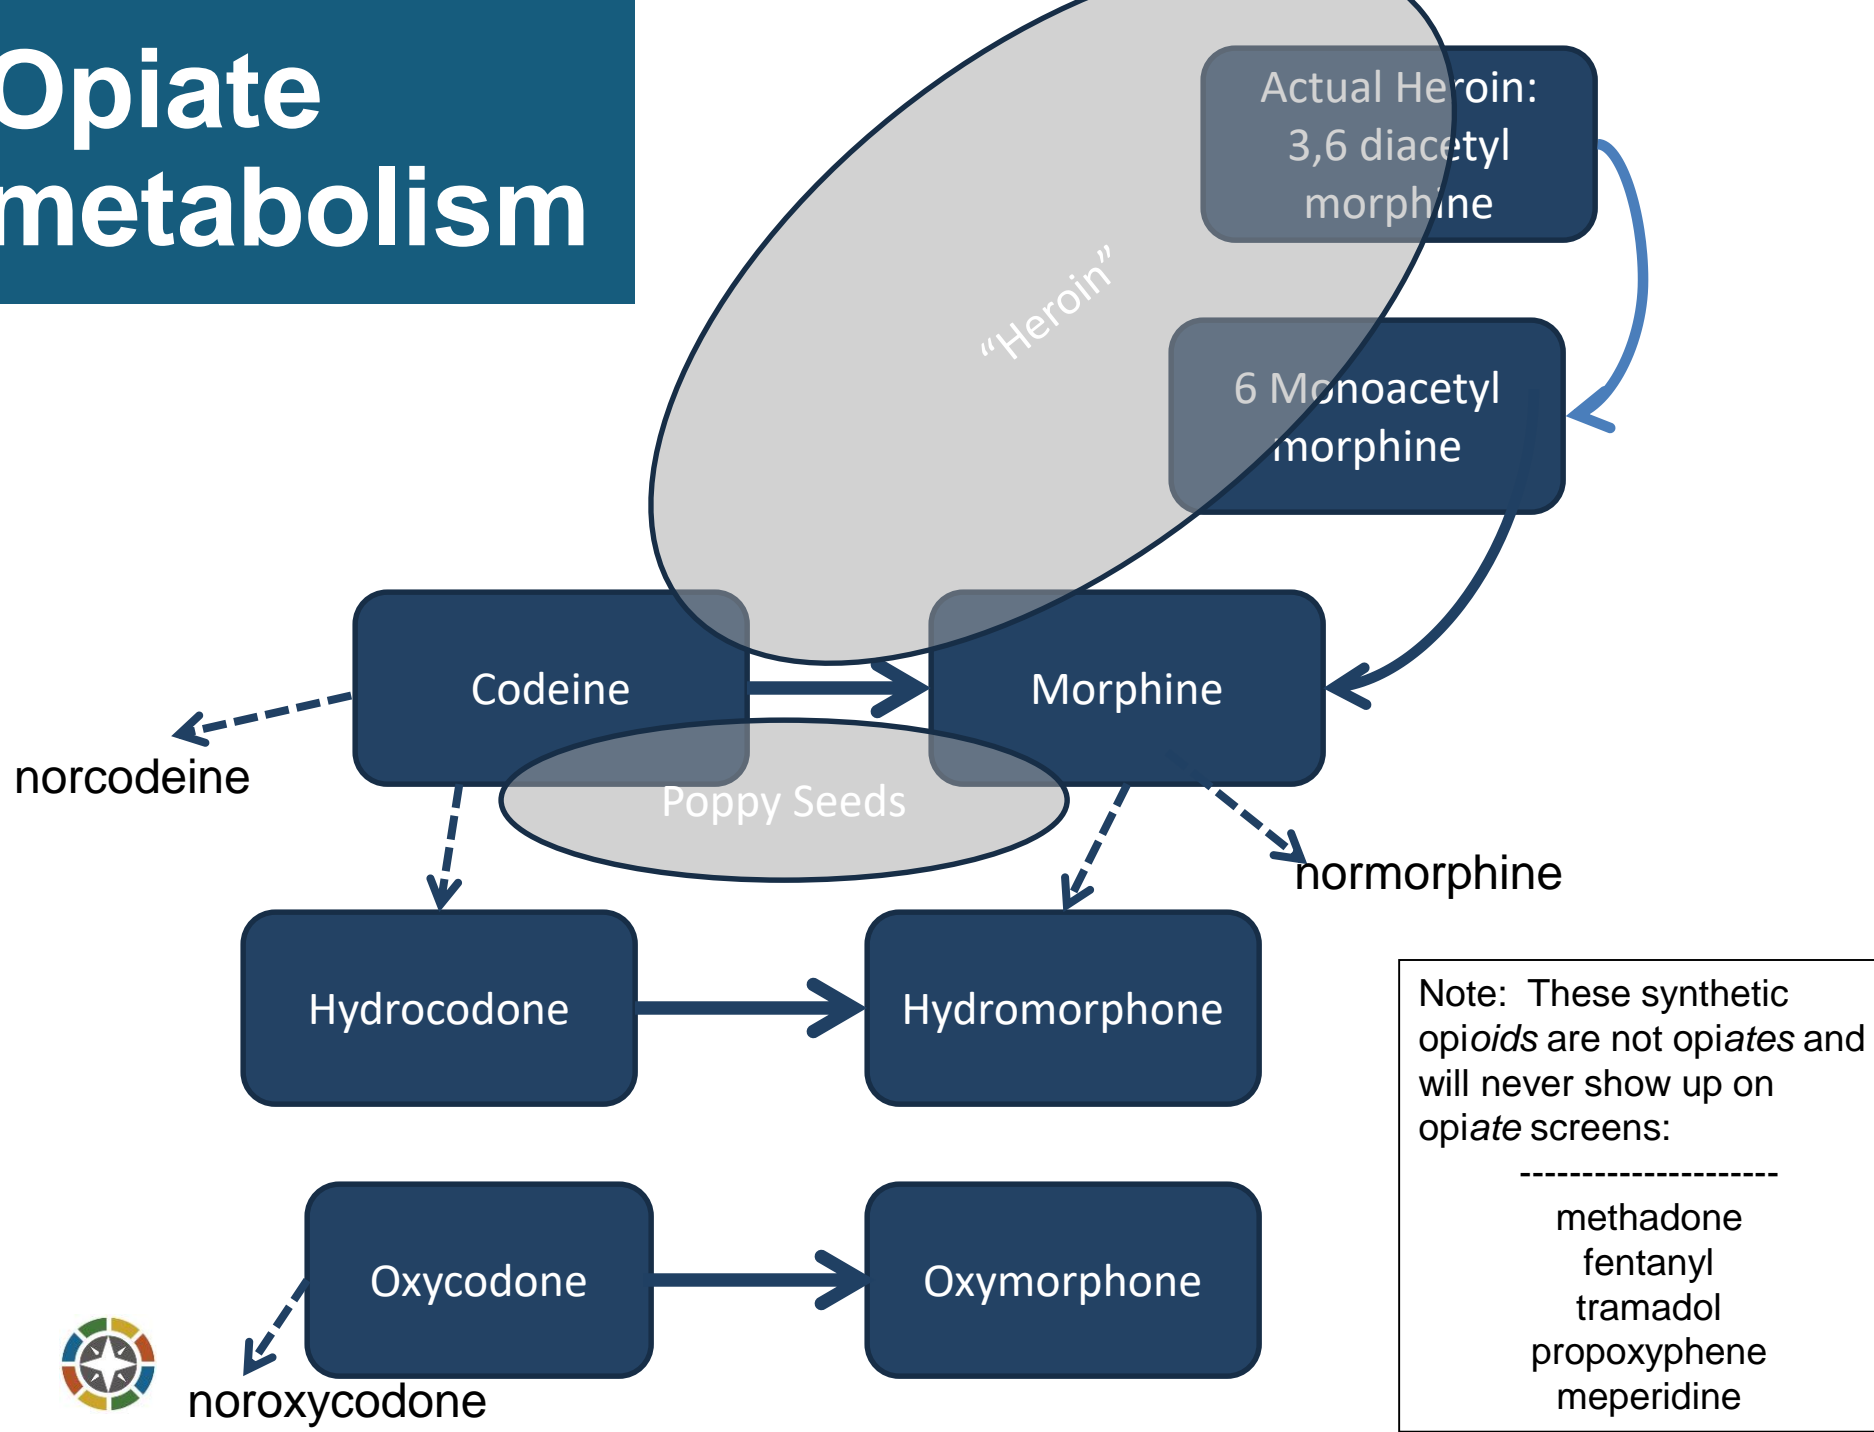 Opiate
metabolism
Actual Heroin:
3,6 diacetyl
morphine
“Heroin”
6 Monoacetyl
morphine
Codeine
Morphine
norcodeine
Poppy Seeds
normorphine
Hydrocodone
Hydromorphone
Note:  These synthetic
opioids are not opiates and
will never show up on
opiate screens:
----------------------
methadone
fentanyl
tramadol
propoxyphene
meperidine
Oxycodone
Oxymorphone
noroxycodone